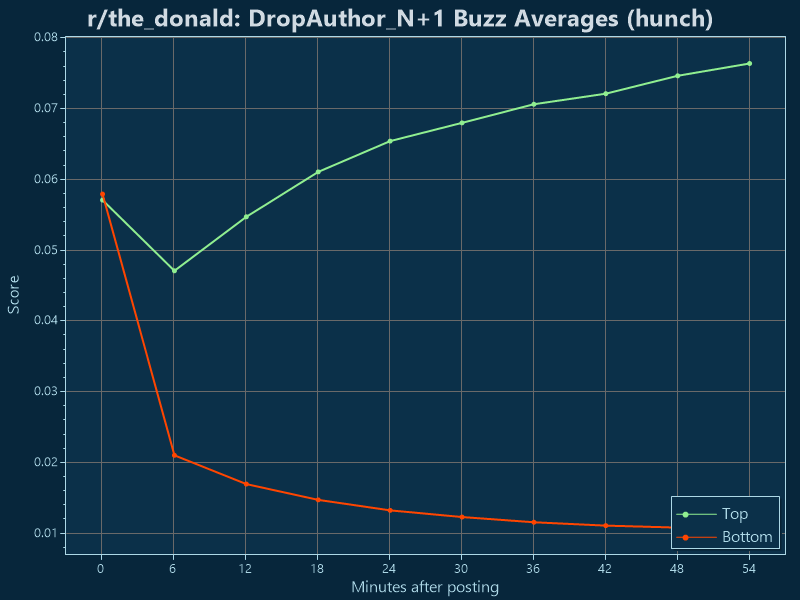 r/the_donald: DropAuthor_N+1 Buzz Averages (hunch)
0.08
0.07
0.06
0.05
0.04
0.03
0.02
0.01
Score
Top
Bottom
0 6 12 18 24 30 36 42 48 54
Minutes after posting